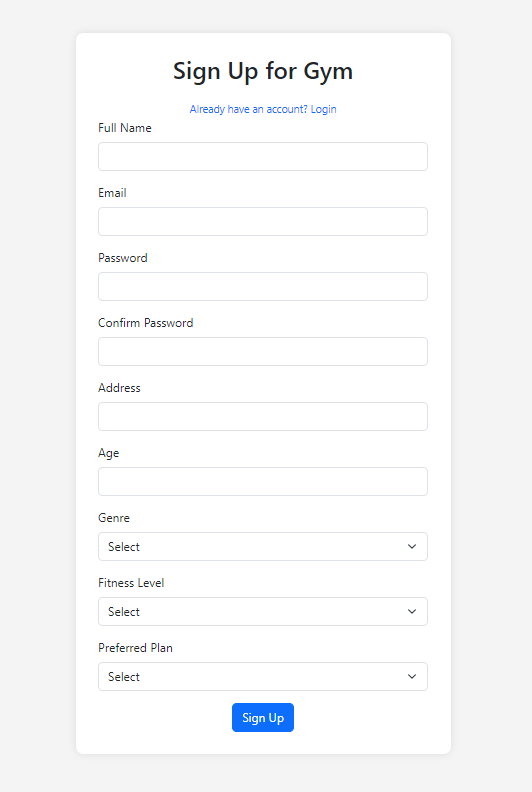 Sign Up for Gym
Already have an account? Login
Full Name
Email
Password
Confirm Password
Address
Age
Genre
Select
Fitness Level
Select
Preferred Plan
Select
Sign Up